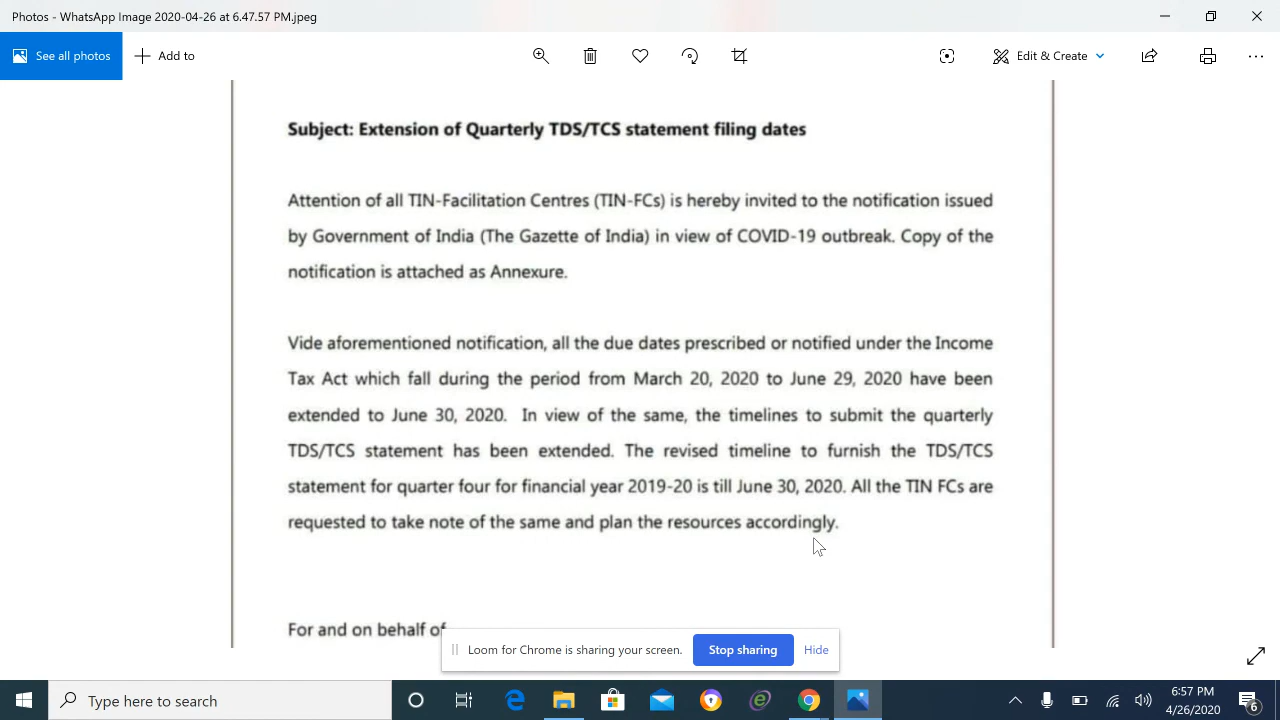 Photos - WhatsApp Image 2020-04-26 at 6.47.57 PM.jpeg
See all photos
Add to
Edit & Create
Subject: Extension of Quarterly TDS/TCS statement filing dates
Attention of all TIN-Facilitation Centres (TIN-FCs) is hereby invited to the notification issued
by Government of India (The Gazette of India) in view of COVID-19 outbreak. Copy of the
notification is attached as Annexure.
Vide aforementioned notification, all the due dates prescribed or notified under the Income
Tax Act which fall during the period from March 20, 2020 to June 29, 2020 have been
extended to June 30, 2020. In view of the same, the timelines to submit the quarterly
TDS/TCS statement has been extended. The revised timeline to furnish the TDS/TCS
statement for quarter four for financial year 2019-20 is till June 30, 2020. All the TIN FCs are
requested to take note of the same and plan the resources accordingly.
For and on behalf of
Loom for Chrome is sharing your screen.
Stop sharing
Hide
Type here to search
6:57 PM
4/26/2020
6